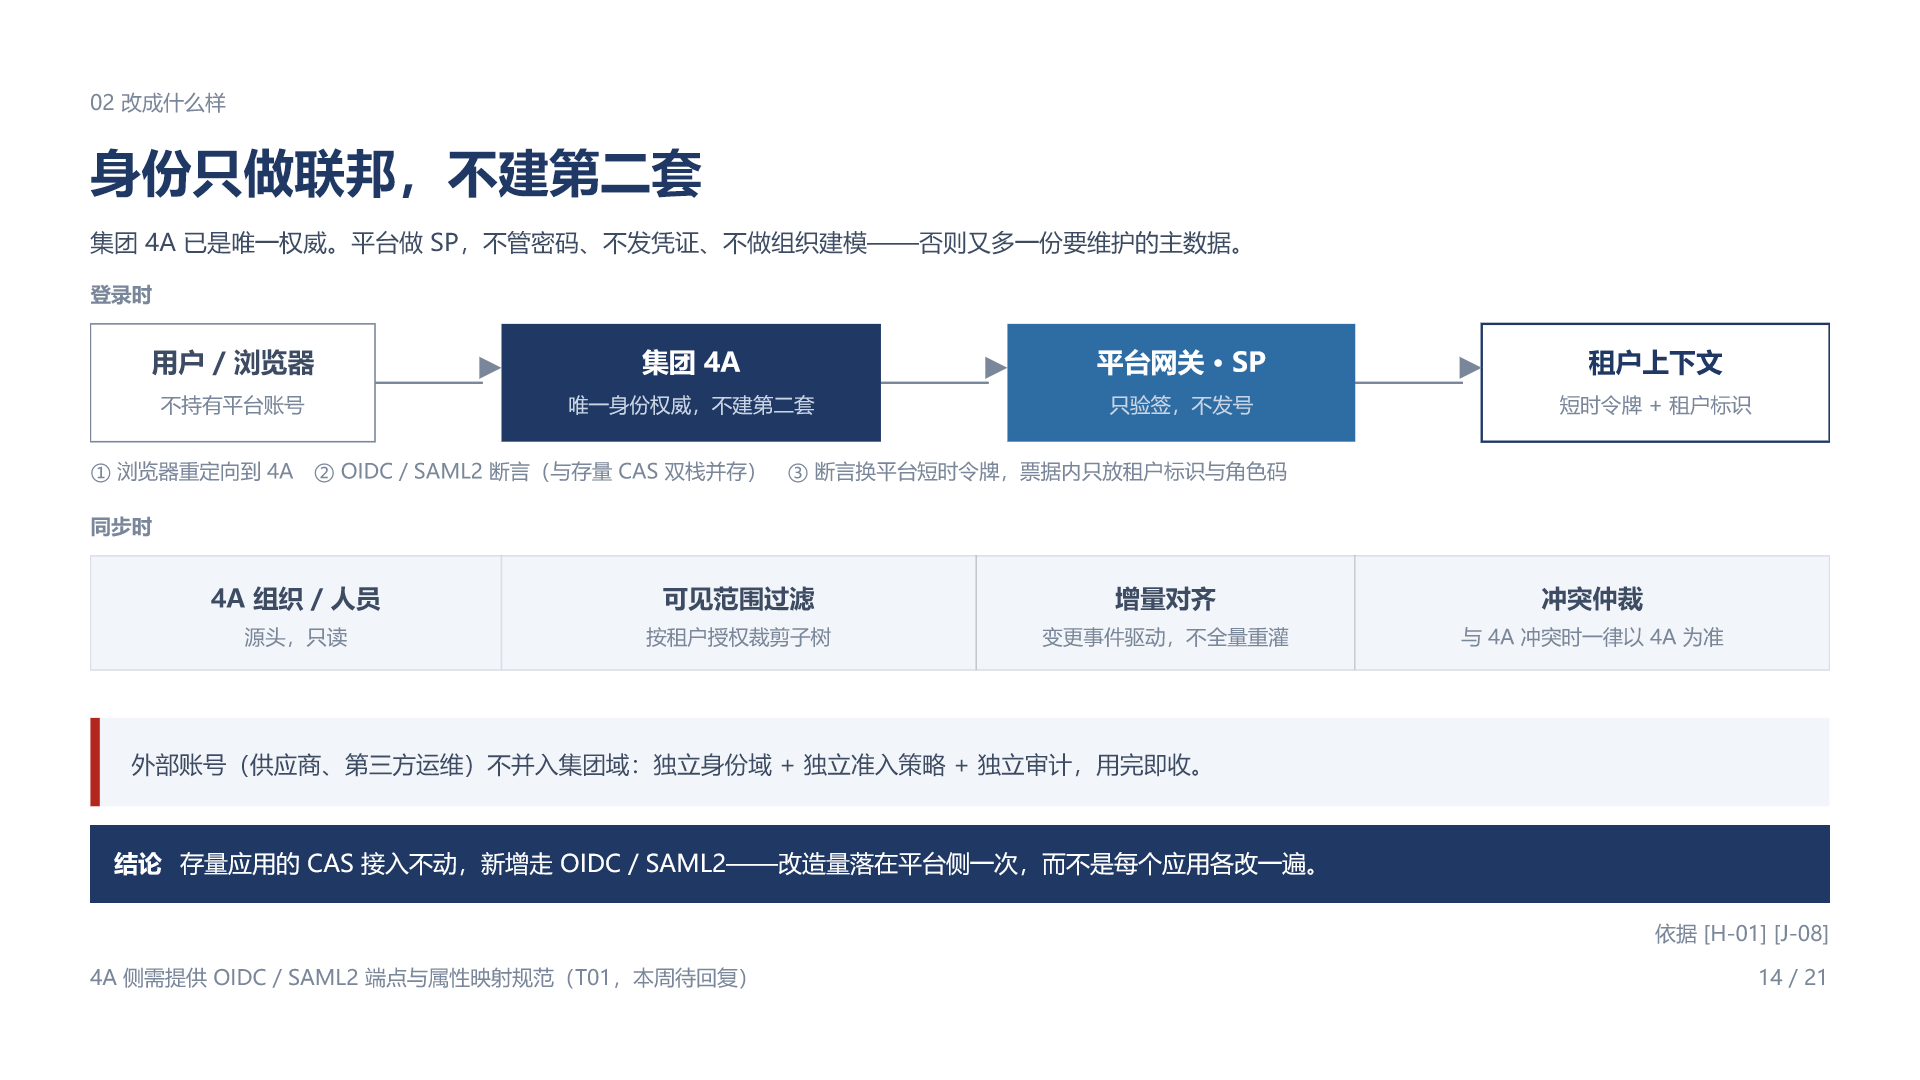 02 改成什么样
身份只做联邦，不建第二套
集团 4A 已是唯一权威。平台做 SP，不管密码、不发凭证、不做组织建模——否则又多一份要维护的主数据。
登录时
用户 / 浏览器
不持有平台账号
集团 4A
唯一身份权威，不建第二套
平台网关 • SP
只验签，不发号
租户上下文
短时令牌 + 租户标识
① 浏览器重定向到 4A ② OIDC / SAML2 断言（与存量 CAS 双栈并存） ③ 断言换平台短时令牌，票据内只放租户标识与角色码
同步时
4A 组织 / 人员
源头，只读
可见范围过滤
按租户授权裁剪子树
增量对齐
变更事件驱动，不全量重灌
冲突仲裁
与 4A 冲突时一律以 4A 为准
外部账号（供应商、第三方运维）不并入集团域：独立身份域 + 独立准入策略 + 独立审计，用完即收。
结论 存量应用的 CAS 接入不动，新增走 OIDC / SAML2——改造量落在平台侧一次，而不是每个应用各改一遍。
依据 [H-01] [J-08]
4A 侧需提供 OIDC / SAML2 端点与属性映射规范（T01，本周待回复）
14 / 21